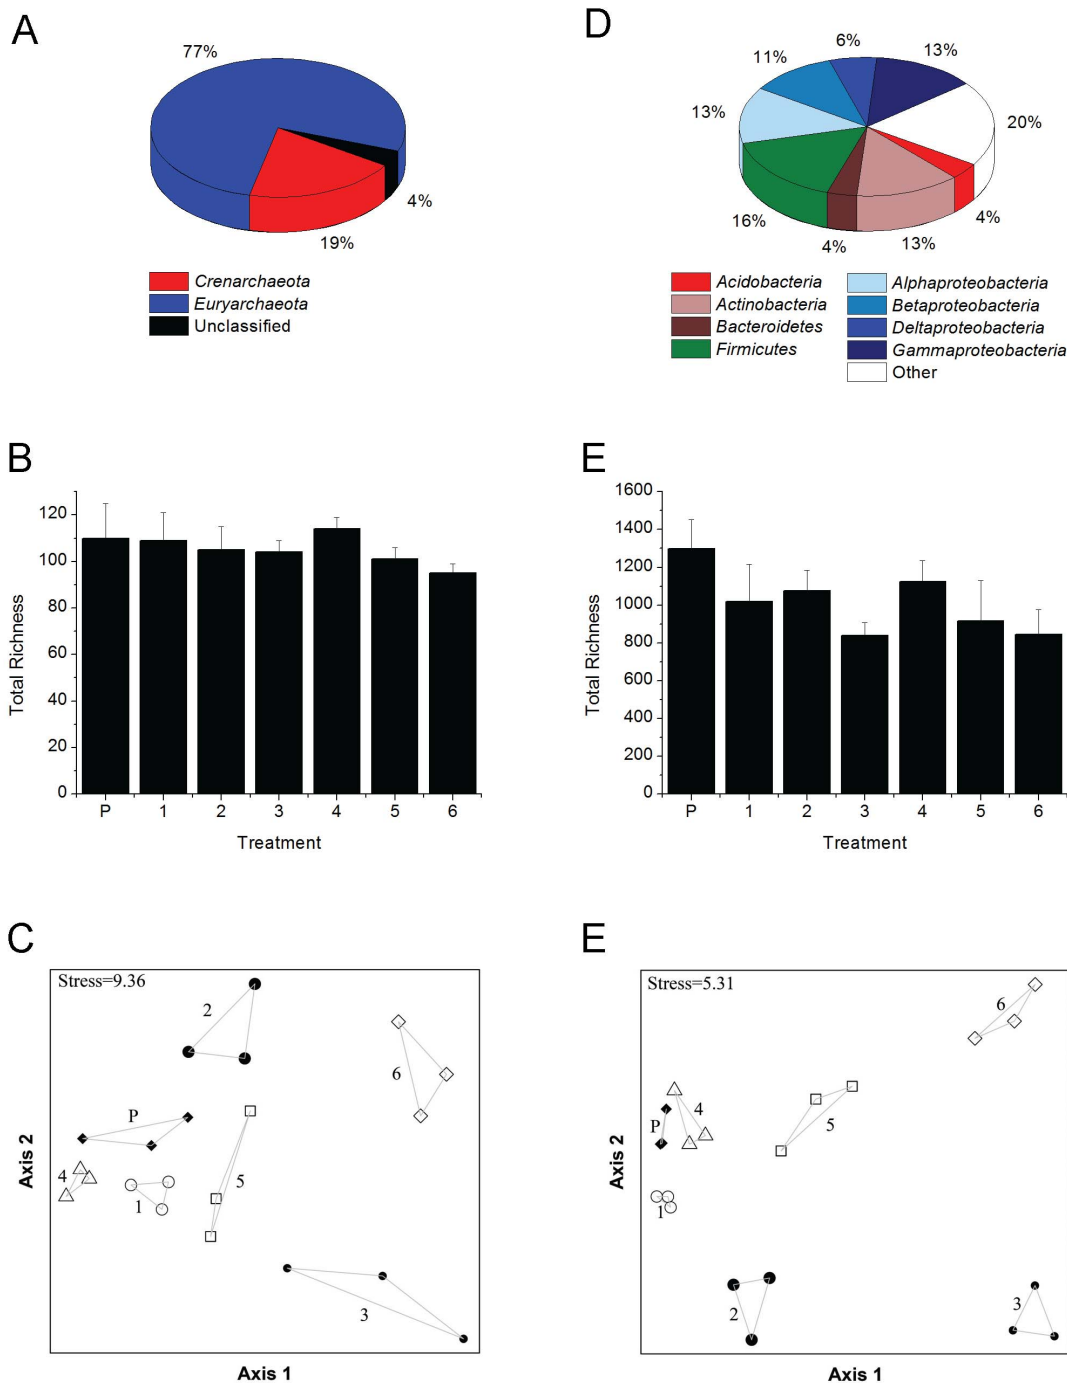 A
77%
4%
19%
Crenarchaeota
Euryarchaeota
Unclassified
D
6%
13%
11%
13%
20%
16%
4%
13%
4%
Acidobacteria
Actinobacteria
Bacteroidetes
Firmicutes
Alphaproteobacteria
Betaproteobacteria
Deltaproteobacteria
Gammaproteobacteria
Other
B
Total Richness
120
100
80
60
40
20
0
P 1 2 3 4 5 6
Treatment
E
Total Richness
1600
1400
1200
1000
800
600
400
200
0
P 1 2 3 4 5 6
Treatment
C
Stress=9.36
2
6
P
4
5
1
3
Axis 2
Axis 1
E
Stress=5.31
6
4
P
5
1
2
3
Axis 2
Axis 1